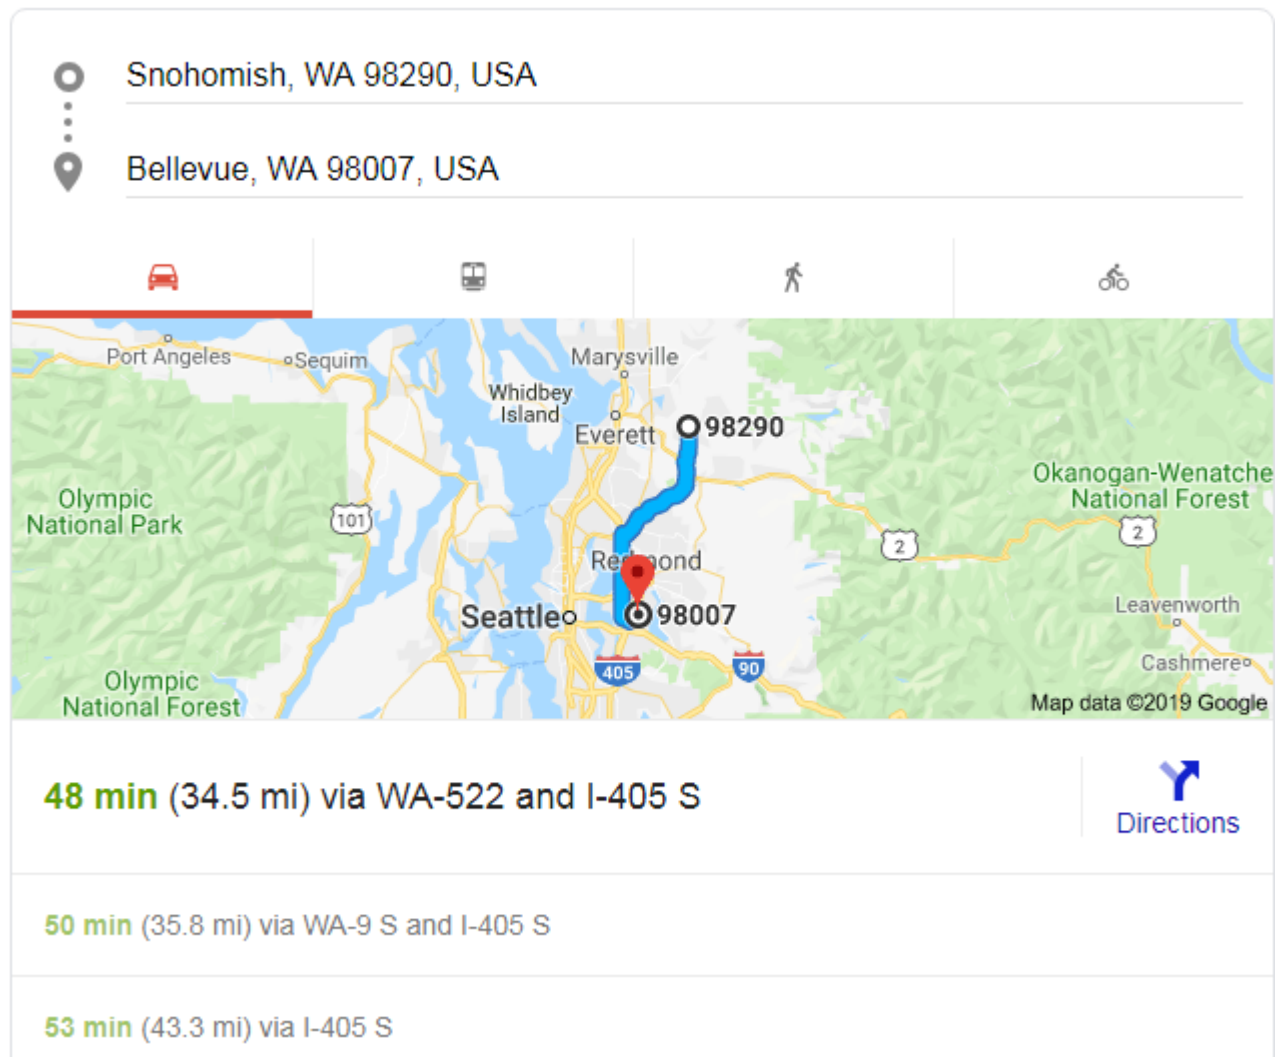 Snohomish, WA 98290, USA
Bellevue, WA 98007, USA
Port Angeles
Sequim
Marysville
Whidbey
Island
Everett
98290
Olympic
National Park
101
Okanogan-Wenatche
National Forest
2
2
Redmond
Seattle
98007
Leavenworth
405
90
Cashmere
Olympic
National Forest
Map data ©2019 Google
48 min (34.5 mi) via WA-522 and I-405 S
Directions
50 min (35.8 mi) via WA-9 S and I-405 S
53 min (43.3 mi) via I-405 S